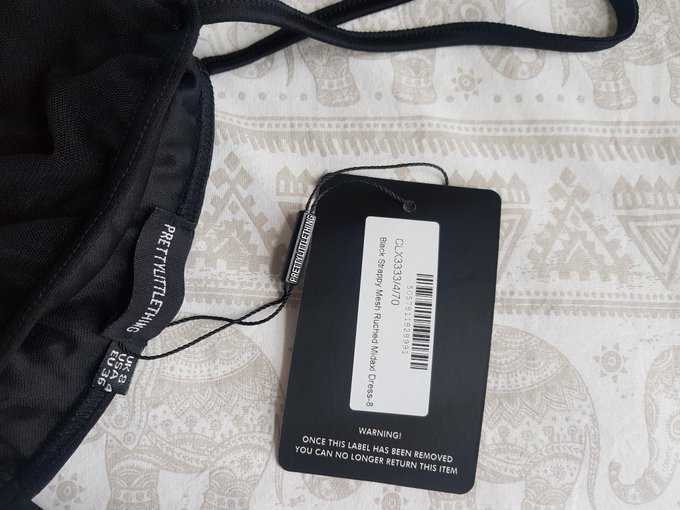 PRETTYLITTLETHING
UK 8
USA 4
EU 36
PRETTYLITTLETHING
CLX3333/4/70
5057811828991
Black Strappy Mesh Ruched Midaxi Dress-8
WARNING!
ONCE THIS LABEL HAS BEEN REMOVED
YOU CAN NO LONGER RETURN THIS ITEM